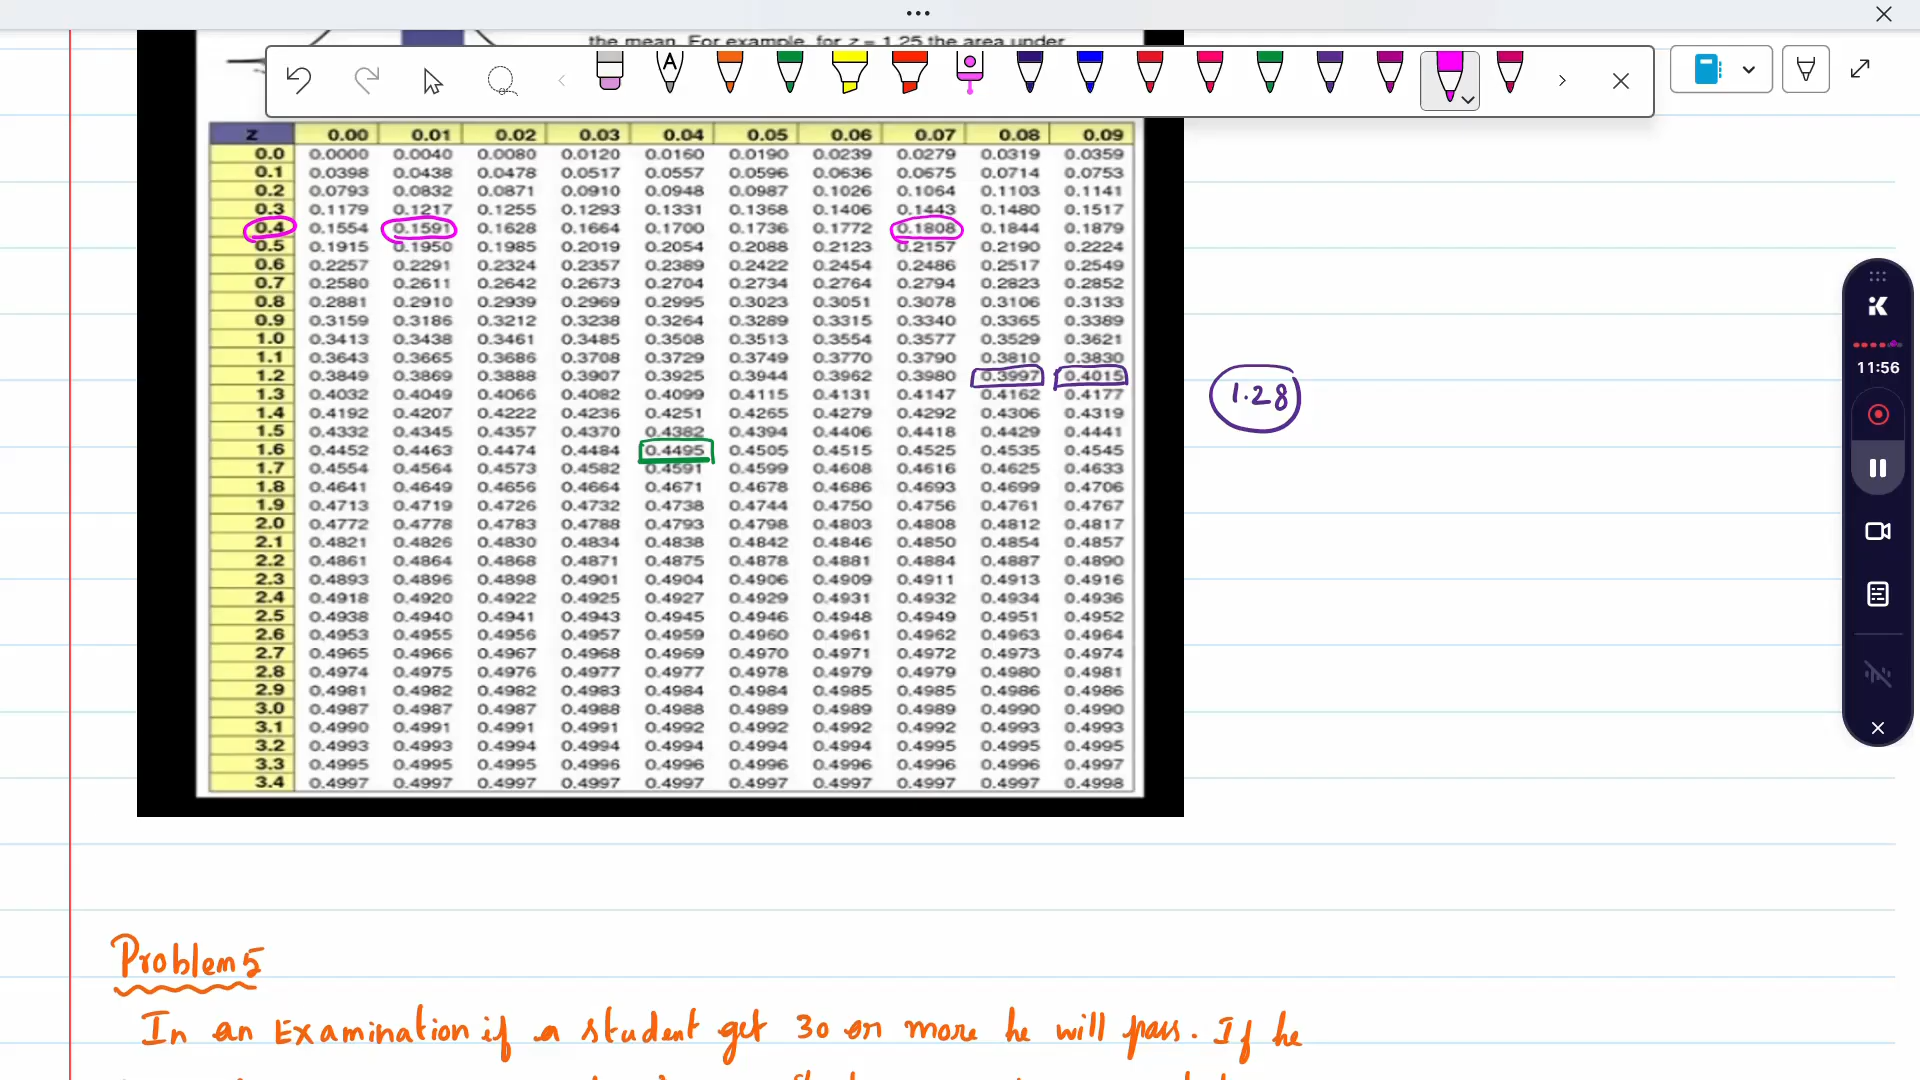 the mean. For example, for z = 1.25 the area under
z 0.00 0.01 0.02 0.03 0.04 0.05 0.06 0.07 0.08 0.09
0.0 0.0000 0.0040 0.0080 0.0120 0.0160 0.0190 0.0239 0.0279 0.0319 0.0359
0.1 0.0398 0.0438 0.0478 0.0517 0.0557 0.0596 0.0636 0.0675 0.0714 0.0753
0.2 0.0793 0.0832 0.0871 0.0910 0.0948 0.0987 0.1026 0.1064 0.1103 0.1141
0.3 0.1179 0.1217 0.1255 0.1293 0.1331 0.1368 0.1406 0.1443 0.1480 0.1517
0.4 0.1554 0.1591 0.1628 0.1664 0.1700 0.1736 0.1772 0.1808 0.1844 0.1879
0.5 0.1915 0.1950 0.1985 0.2019 0.2054 0.2088 0.2123 0.2157 0.2190 0.2224
0.6 0.2257 0.2291 0.2324 0.2357 0.2389 0.2422 0.2454 0.2486 0.2517 0.2549
0.7 0.2580 0.2611 0.2642 0.2673 0.2704 0.2734 0.2764 0.2794 0.2823 0.2852
0.8 0.2881 0.2910 0.2939 0.2969 0.2995 0.3023 0.3051 0.3078 0.3106 0.3133
0.9 0.3159 0.3186 0.3212 0.3238 0.3264 0.3289 0.3315 0.3340 0.3365 0.3389
1.0 0.3413 0.3438 0.3461 0.3485 0.3508 0.3513 0.3554 0.3577 0.3529 0.3621
1.1 0.3643 0.3665 0.3686 0.3708 0.3729 0.3749 0.3770 0.3790 0.3810 0.3830
1.2 0.3849 0.3869 0.3888 0.3907 0.3925 0.3944 0.3962 0.3980 0.3997 0.4015
1.3 0.4032 0.4049 0.4066 0.4082 0.4099 0.4115 0.4131 0.4147 0.4162 0.4177
1.4 0.4192 0.4207 0.4222 0.4236 0.4251 0.4265 0.4279 0.4292 0.4306 0.4319
1.5 0.4332 0.4345 0.4357 0.4370 0.4382 0.4394 0.4406 0.4418 0.4429 0.4441
1.6 0.4452 0.4463 0.4474 0.4484 0.4495 0.4505 0.4515 0.4525 0.4535 0.4545
1.7 0.4554 0.4564 0.4573 0.4582 0.4591 0.4599 0.4608 0.4616 0.4625 0.4633
1.8 0.4641 0.4649 0.4656 0.4664 0.4671 0.4678 0.4686 0.4693 0.4699 0.4706
1.9 0.4713 0.4719 0.4726 0.4732 0.4738 0.4744 0.4750 0.4756 0.4761 0.4767
2.0 0.4772 0.4778 0.4783 0.4788 0.4793 0.4798 0.4803 0.4808 0.4812 0.4817
2.1 0.4821 0.4826 0.4830 0.4834 0.4838 0.4842 0.4846 0.4850 0.4854 0.4857
2.2 0.4861 0.4864 0.4868 0.4871 0.4875 0.4878 0.4881 0.4884 0.4887 0.4890
2.3 0.4893 0.4896 0.4898 0.4901 0.4904 0.4906 0.4909 0.4911 0.4913 0.4916
2.4 0.4918 0.4920 0.4922 0.4925 0.4927 0.4929 0.4931 0.4932 0.4934 0.4936
2.5 0.4938 0.4940 0.4941 0.4943 0.4945 0.4946 0.4948 0.4949 0.4951 0.4952
2.6 0.4953 0.4955 0.4956 0.4957 0.4959 0.4960 0.4961 0.4962 0.4963 0.4964
2.7 0.4965 0.4966 0.4967 0.4968 0.4969 0.4970 0.4971 0.4972 0.4973 0.4974
2.8 0.4974 0.4975 0.4976 0.4977 0.4977 0.4978 0.4979 0.4979 0.4980 0.4981
2.9 0.4981 0.4982 0.4982 0.4983 0.4984 0.4984 0.4985 0.4985 0.4986 0.4986
3.0 0.4987 0.4987 0.4987 0.4988 0.4988 0.4989 0.4989 0.4989 0.4990 0.4990
3.1 0.4990 0.4991 0.4991 0.4991 0.4992 0.4992 0.4992 0.4992 0.4993 0.4993
3.2 0.4993 0.4993 0.4994 0.4994 0.4994 0.4994 0.4994 0.4995 0.4995 0.4995
3.3 0.4995 0.4995 0.4995 0.4996 0.4996 0.4996 0.4996 0.4996 0.4996 0.4997
3.4 0.4997 0.4997 0.4997 0.4997 0.4997 0.4997 0.4997 0.4997 0.4997 0.4998
1.28
11:56
Problem 5
In an Examination if a student get 30 or more he will pass. If he